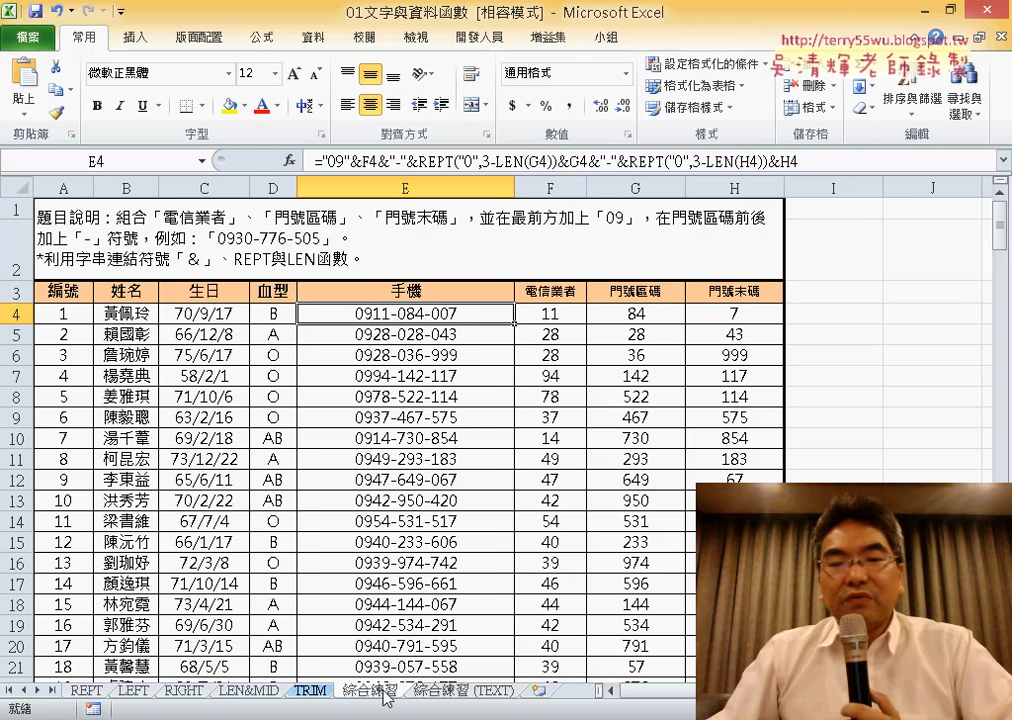 01文字與資料函數 [相容模式] - Microsoft Excel
檔案 常用 插入 版面配置 公式 資料 校閱 檢視 開發人員 增益集 小組
http://terry55wu.blogspot.tw
吳清輝老師錄製
微軟正黑體 12 通用格式 設定格式化的條件
格式化為表格 刪除
貼上 B I U 中 $ % , 儲存格樣式 格式 排序與篩選 尋找與選取
剪貼簿 字型 對齊方式 數值 樣式 儲存格 編輯
E4 fx ="09"&F4&"-"&REPT("0",3-LEN(G4))&G4&"-"&REPT("0",3-LEN(H4))&H4
A B C D E F G H I J
1 題目說明：組合「電信業者」、「門號區碼」、「門號末碼」，並在最前方加上「09」，在門號區碼前後
加上「-」符號，例如：「0930-776-505」。
2 *利用字串連結符號「&」、REPT與LEN函數。
3 編號 姓名 生日 血型 手機 電信業者 門號區碼 門號末碼
4 1 黃佩玲 70/9/17 B 0911-084-007 11 84 7
5 2 賴國彰 66/12/8 A 0928-028-043 28 28 43
6 3 詹琬婷 75/6/17 O 0928-036-999 28 36 999
7 4 楊堯典 58/2/1 O 0994-142-117 94 142 117
8 5 姜雅琪 71/10/6 O 0978-522-114 78 522 114
9 6 陳毅聰 63/2/16 O 0937-467-575 37 467 575
10 7 湯千葦 69/2/18 AB 0914-730-854 14 730 854
11 8 柯昆宏 73/12/22 A 0949-293-183 49 293 183
12 9 李東益 65/6/11 AB 0947-649-067 47 649 67
13 10 洪秀芳 70/2/22 AB 0942-950-420 42 950
14 11 梁書維 67/7/4 O 0954-531-517 54 531
15 12 陳沅竹 66/1/17 B 0940-233-606 40 233
16 13 劉珈妤 72/3/8 O 0939-974-742 39 974
17 14 顏逸琪 71/10/14 B 0946-596-661 46 596
18 15 林宛霓 73/4/21 A 0944-144-067 44 144
19 16 郭雅芬 69/6/30 A 0942-534-291 42 534
20 17 方鈞儀 71/3/15 AB 0940-791-595 40 791
21 18 黃馨慧 68/5/5 B 0939-057-558 39 57
REPT LEFT RIGHT LEN&MID TRIM 綜合練習 綜合練習 (TEXT)
就緒